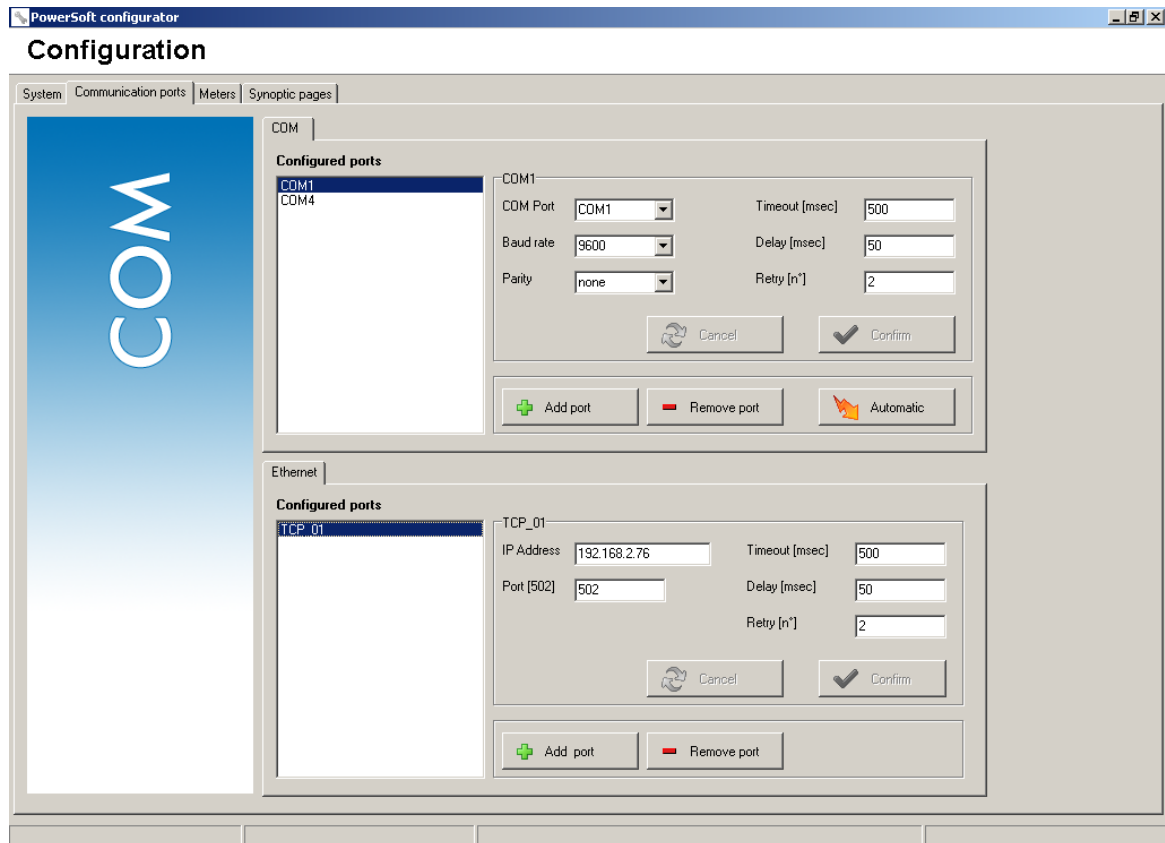 PowerSoft configurator
Configuration
System Communication ports Meters Synoptic pages
COM
COM
Configured ports
COM1
COM4
COM1
COM Port COM1 Timeout [msec] 500
Baud rate 9600 Delay [msec] 50
Parity none Retry [n°] 2
Cancel Confirm
Add port Remove port Automatic
Ethernet
Configured ports
TCP_01
TCP_01
IP Address 192.168.2.76 Timeout [msec] 500
Port [502] 502 Delay [msec] 50
Retry [n°] 2
Cancel Confirm
Add port Remove port